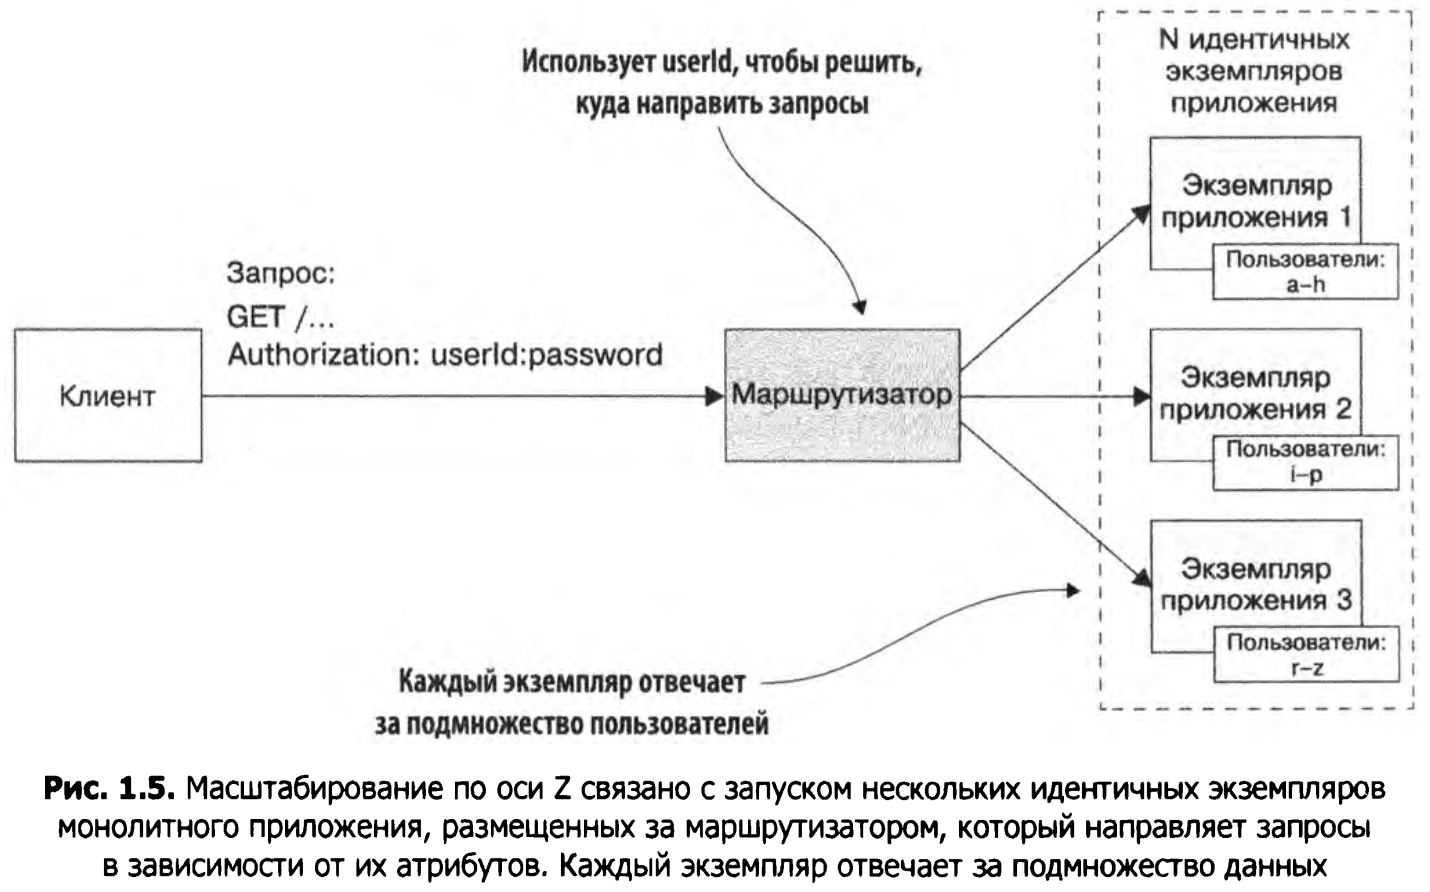 Использует userId, чтобы решить,
куда направить запросы
N идентичных
экземпляров
приложения
Экземпляр
приложения 1
Пользователи:
a–h
Запрос:
GET /...
Authorization: userId:password
Клиент
Маршрутизатор
Экземпляр
приложения 2
Пользователи:
i–p
Экземпляр
приложения 3
Пользователи:
r–z
Каждый экземпляр отвечает
за подмножество пользователей
Рис. 1.5. Масштабирование по оси Z связано с запуском нескольких идентичных экземпляров
монолитного приложения, размещенных за маршрутизатором, который направляет запросы
в зависимости от их атрибутов. Каждый экземпляр отвечает за подмножество данных